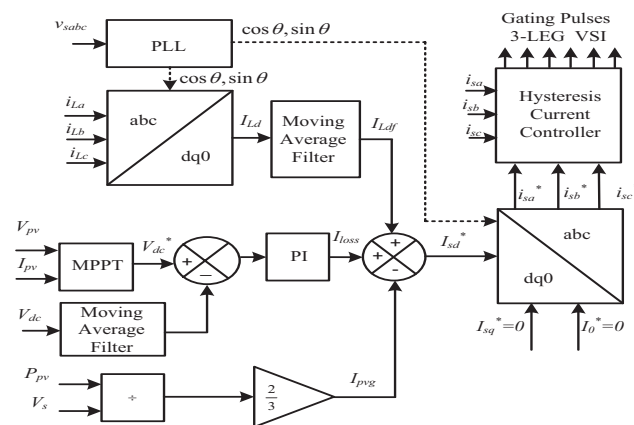 Gating Pulses
3-LEG VSI
v_sabc
PLL
cos θ, sin θ
cos θ, sin θ
i_La
i_Lb
i_Lc
abc
dq0
I_Ld
Moving
Average
Filter
I_Ldf
i_sa
i_sb
i_sc
Hysteresis
Current
Controller
i_sa*
i_sb*
i_sc
V_pv
I_pv
MPPT
V_dc*
+
−
PI
I_loss
+
+
-
I_sd*
abc
dq0
V_dc
Moving
Average
Filter
I_sq*=0
I_0*=0
P_pv
V_s
÷
2
3
I_pvg